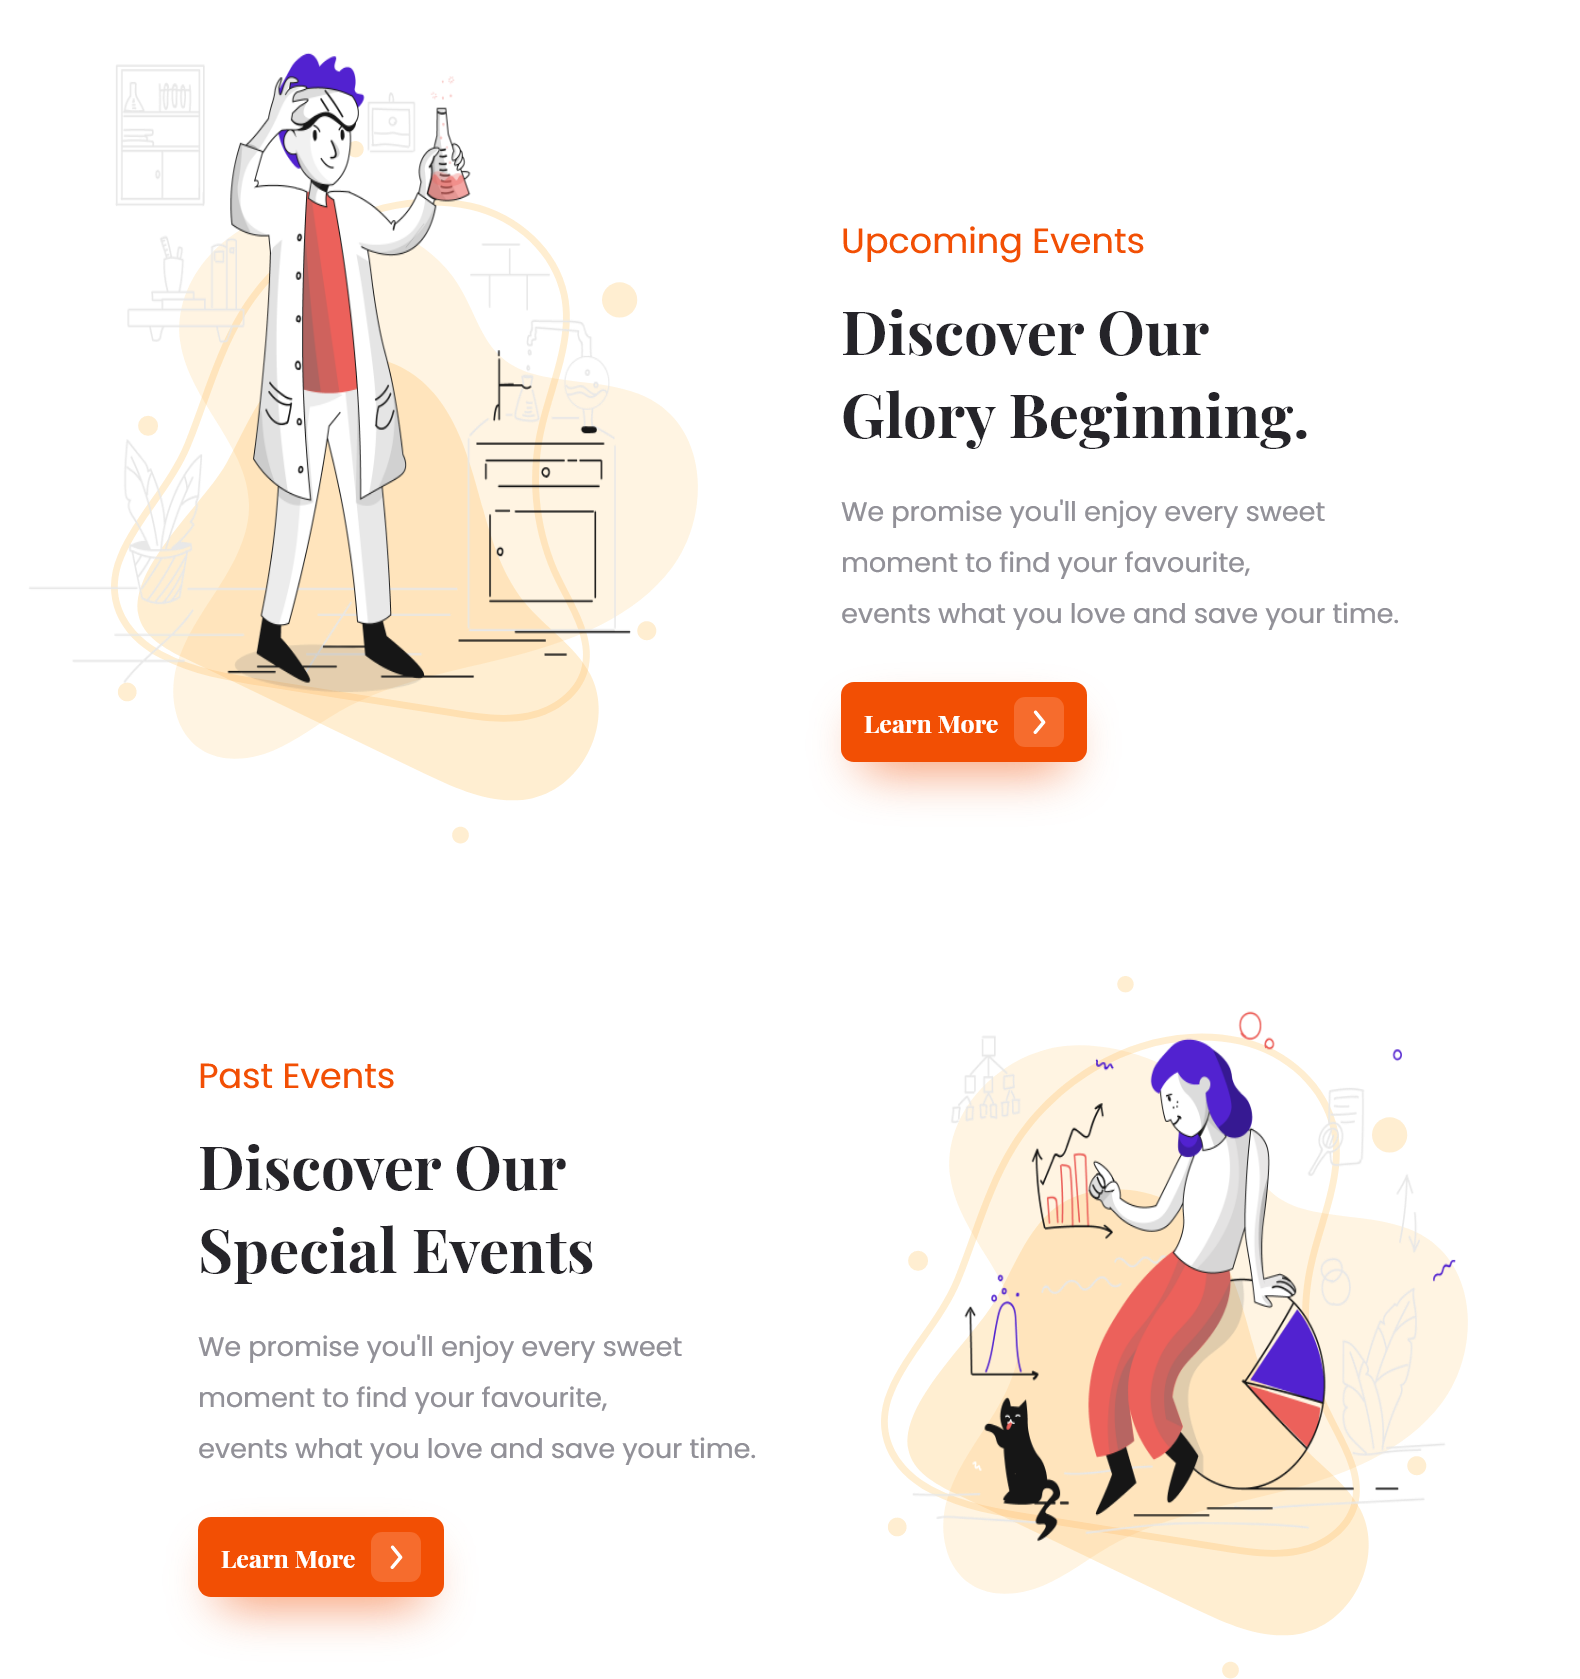 Upcoming Events
Discover Our
Glory Beginning.
We promise you'll enjoy every sweet
moment to find your favourite,
events what you love and save your time.
Learn More
Past Events
Discover Our
Special Events
We promise you'll enjoy every sweet
moment to find your favourite,
events what you love and save your time.
Learn More